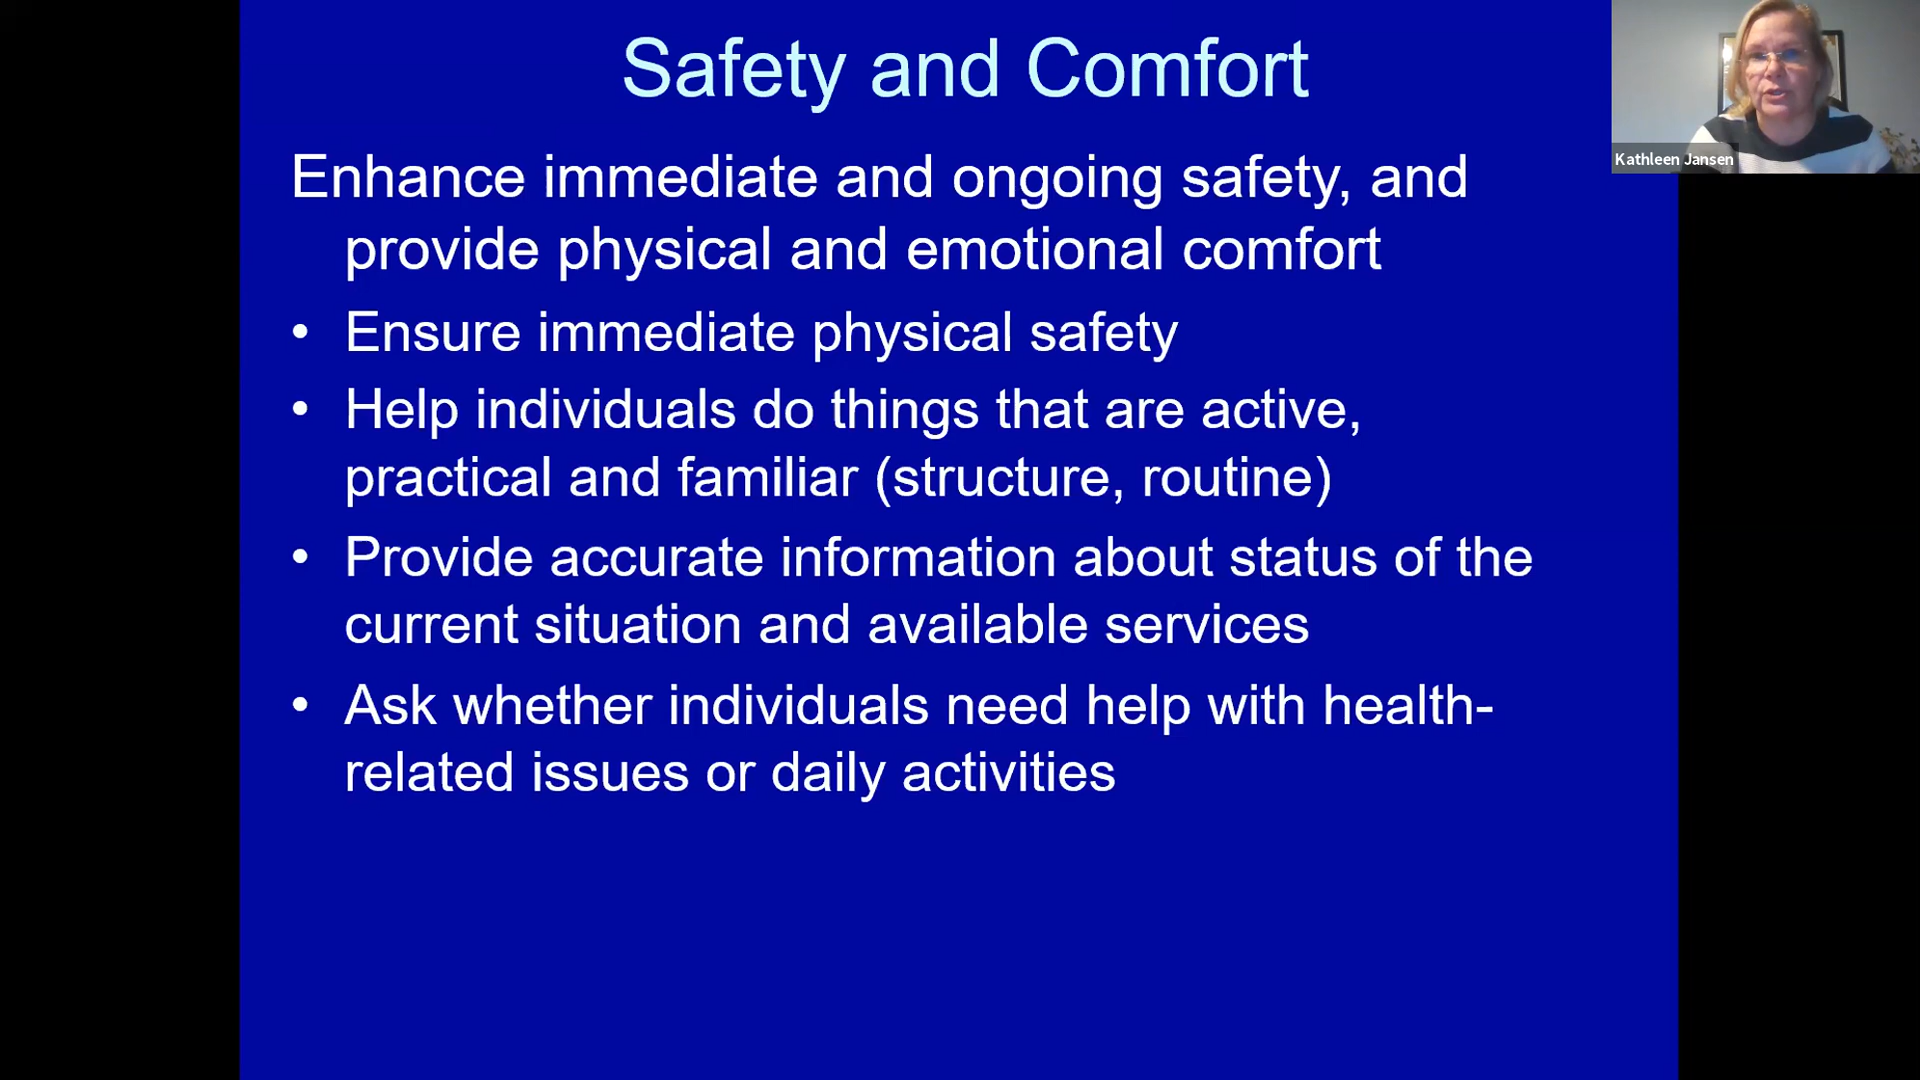 Safety and Comfort
Kathleen Jansen
Enhance immediate and ongoing safety, and
provide physical and emotional comfort
• Ensure immediate physical safety
• Help individuals do things that are active,
practical and familiar (structure, routine)
• Provide accurate information about status of the
current situation and available services
• Ask whether individuals need help with health-
related issues or daily activities